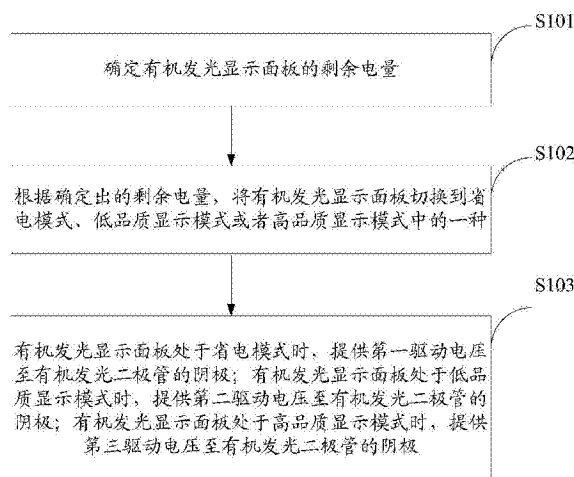 S101
确定有机发光显示面板的剩余电量
S102
根据确定出的剩余电量，将有机发光显示面板切换到省
电模式、低品质显示模式或者高品质显示模式中的一种
S103
有机发光显示面板处于省电模式时，提供第一驱动电压
至有机发光二极管的阴极；有机发光显示面板处于低品
质显示模式时，提供第二驱动电压至有机发光二极管的
阴极；有机发光显示面板处于高品质显示模式时，提供
第三驱动电压至有机发光二极管的阴极